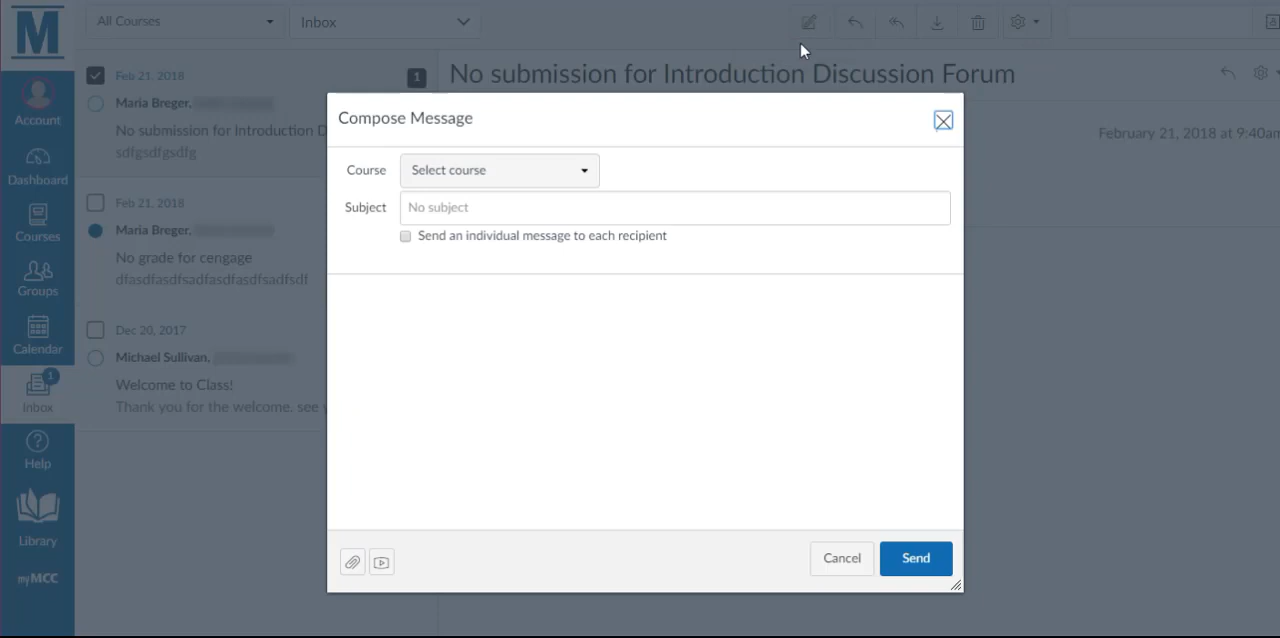 M
All Courses
Inbox
Account
Dashboard
Courses
Groups
Calendar
1
Inbox
Help
Library
myMCC
Feb 21, 2018
1
Maria Breger,
No submission for Introduction D
sdfgsdfgsdfg
Feb 21, 2018
Maria Breger,
No grade for cengage
dfasdfasdfsadfasdfasdfsadfsdf
Dec 20, 2017
Michael Sullivan,
Welcome to Class!
Thank you for the welcome. see
No submission for Introduction Discussion Forum
February 21, 2018 at 9:40am
Compose Message
Course
Select course
Subject
No subject
Send an individual message to each recipient
Cancel
Send